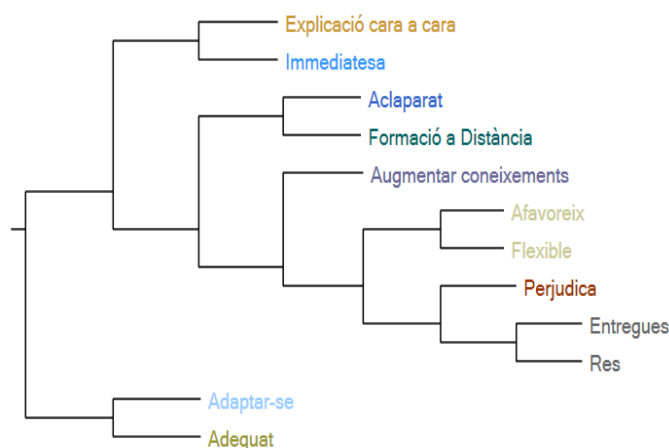 Explicació cara a cara
Immediatesa
Aclaparat
Formació a Distància
Augmentar coneixements
Afavoreix
Flexible
Perjudica
Entregues
Res
Adaptar-se
Adequat